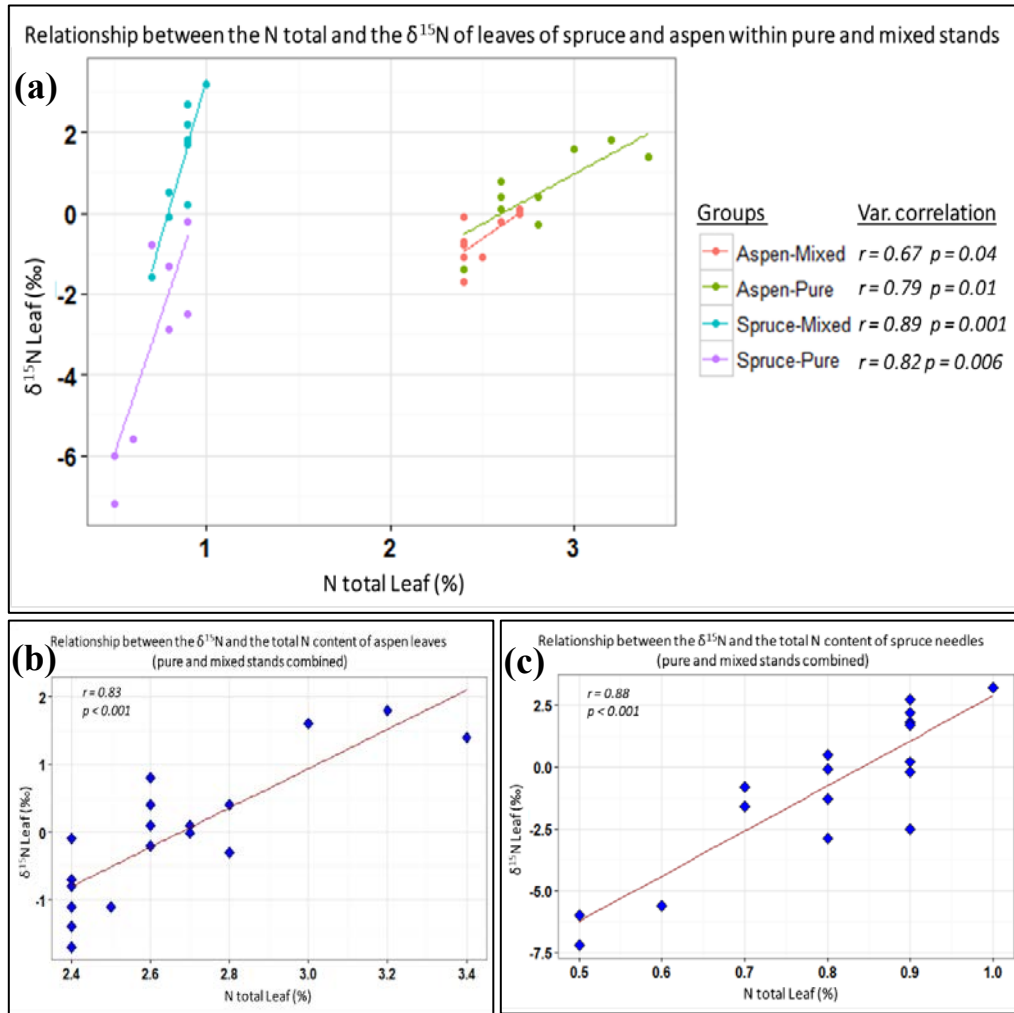 Relationship between the N total and the δ¹⁵N of leaves of spruce and aspen within pure and mixed stands
(a)
2
0
-2
-4
-6
δ¹⁵N Leaf (‰)
1 2 3
N total Leaf (%)
Groups Var. correlation
Aspen-Mixed r = 0.67 p = 0.04
Aspen-Pure r = 0.79 p = 0.01
Spruce-Mixed r = 0.89 p = 0.001
Spruce-Pure r = 0.82 p = 0.006
(b)
Relationship between the δ¹⁵N and the total N content of aspen leaves
(pure and mixed stands combined)
r = 0.83
p < 0.001
2
1
0
-1
δ¹⁵N Leaf (‰)
2.4 2.6 2.8 3.0 3.2 3.4
N total Leaf (%)
(c)
Relationship between the δ¹⁵N and the total N content of spruce needles
(pure and mixed stands combined)
r = 0.88
p < 0.001
2.5
0.0
-2.5
-5.0
-7.5
δ¹⁵N Leaf (‰)
0.5 0.6 0.7 0.8 0.9 1.0
N total Leaf (%)